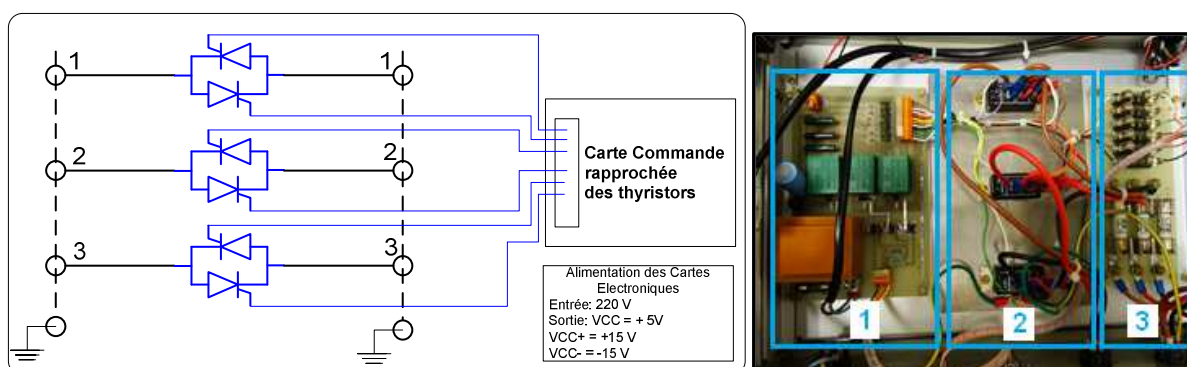 1
1
2
2
3
3
Carte Commande
rapprochée
des thyristors
Alimentation des Cartes
Electroniques
Entrée: 220 V
Sortie: VCC = + 5V
VCC+ = +15 V
VCC- = -15 V
1
2
3